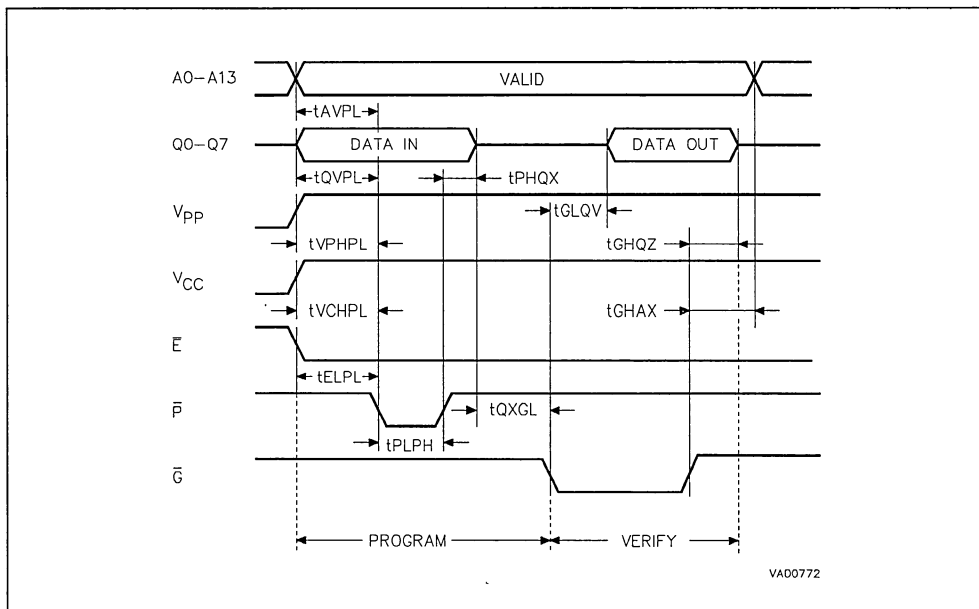 A0–A13
VALID
tAVPL
Q0–Q7
DATA IN
DATA OUT
tQVPL
tPHQX
VPP
tGLQV
tVPHPL
tGHQZ
VCC
tVCHPL
tGHAX
E̅
tELPL
P̅
tQXGL
tPLPH
G̅
PROGRAM
VERIFY
VA00772